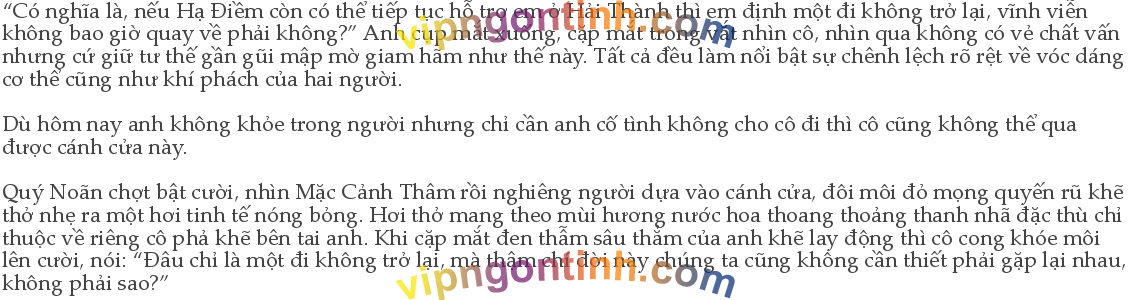 “Có nghĩa là, nếu Hạ Điềm còn có thể tiếp tục hỗ trợ em ở Hải Thành thì em định một đi không trở lại, vĩnh viễn
không bao giờ quay về phải không?” Anh cụp mắt xuống, cặp mắt trong vắt nhìn cô, nhìn qua không có vẻ chất vấn
nhưng cứ giữ tư thế gần gũi mập mờ giam hãm như thế này. Tất cả đều làm nổi bật sự chênh lệch rõ rệt về vóc dáng
cơ thể cũng như khí phách của hai người.
Dù hôm nay anh không khỏe trong người nhưng chỉ cần anh cố tình không cho cô đi thì cô cũng không thể qua
được cánh cửa này.
Quý Noãn chợt bật cười, nhìn Mặc Cảnh Thâm rồi nghiêng người dựa vào cánh cửa, đôi môi đỏ mọng quyến rũ khẽ
thở nhẹ ra một hơi tinh tế nóng bỏng. Hơi thở mang theo mùi hương nước hoa thoang thoảng thanh nhã đặc thù chỉ
thuộc về riêng cô phả khẽ bên tai anh. Khi cặp mắt đen thẫm sâu thẳm của anh khẽ lay động thì cô cong khóe môi
lên cười, nói: “Đâu chỉ là một đi không trở lại, mà thậm chí đời này chúng ta cũng không cần thiết phải gặp lại nhau,
không phải sao?”
vipngontinh.com
vipngontinh.com